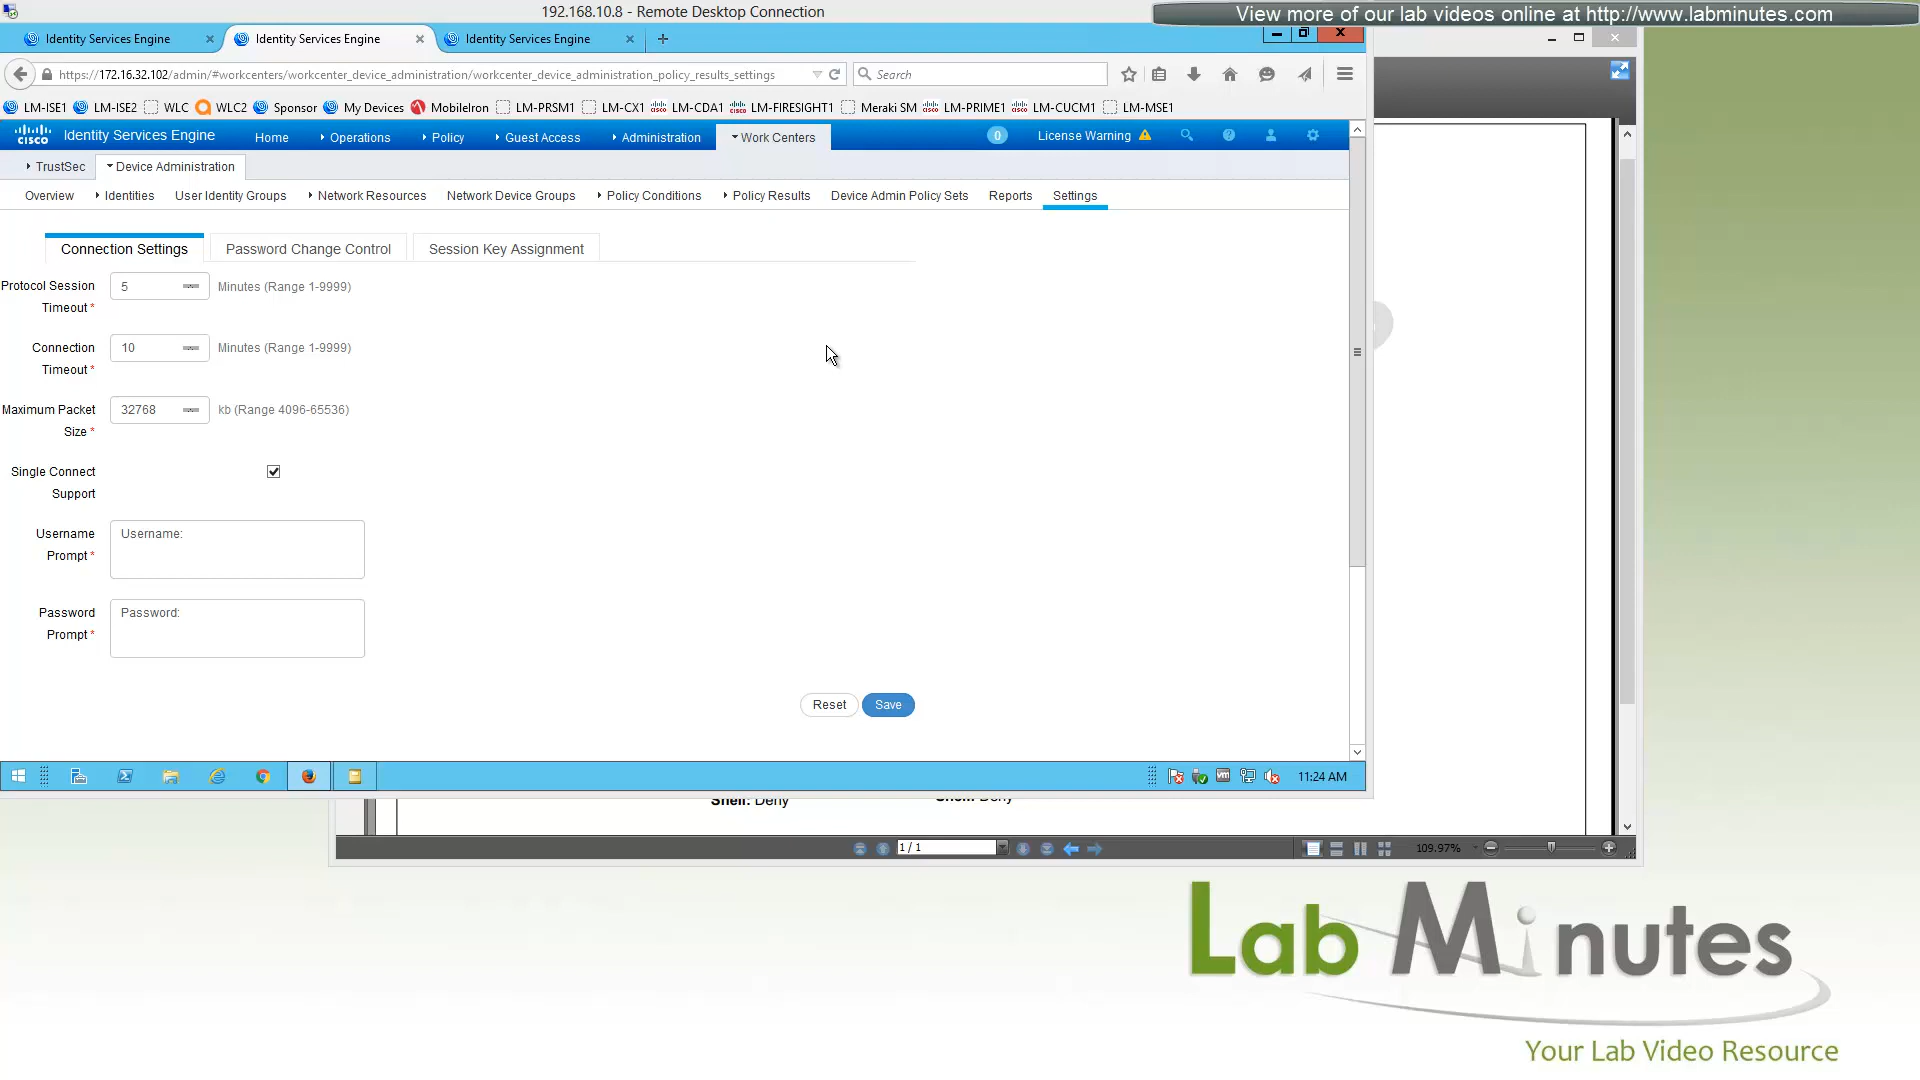 192.168.10.8 - Remote Desktop Connection
View more of our lab videos online at http://www.labminutes.com
Identity Services Engine
Identity Services Engine
Identity Services Engine
https://172.16.32.102/admin/#workcenters/workcenter_device_administration/workcenter_device_administration_policy_results_settings
Search
LM-ISE1 LM-ISE2 WLC WLC2 Sponsor My Devices MobileIron LM-PRSM1 LM-CX1 LM-CDA1 LM-FIRESIGHT1 Meraki SM LM-PRIME1 LM-CUCM1 LM-MSE1
cisco Identity Services Engine Home Operations Policy Guest Access Administration Work Centers 0 License Warning
TrustSec Device Administration
Overview Identities User Identity Groups Network Resources Network Device Groups Policy Conditions Policy Results Device Admin Policy Sets Reports Settings
Connection Settings Password Change Control Session Key Assignment
Protocol Session
Timeout *
5 Minutes (Range 1-9999)
Connection
Timeout *
10 Minutes (Range 1-9999)
Maximum Packet
Size *
32768 kb (Range 4096-65536)
Single Connect
Support
Username
Prompt *
Username:
Password
Prompt *
Password:
Reset Save
11:24 AM
Shell: Deny Shell: Deny
1 / 1
109.97%
Lab Minutes
Your Lab Video Resource